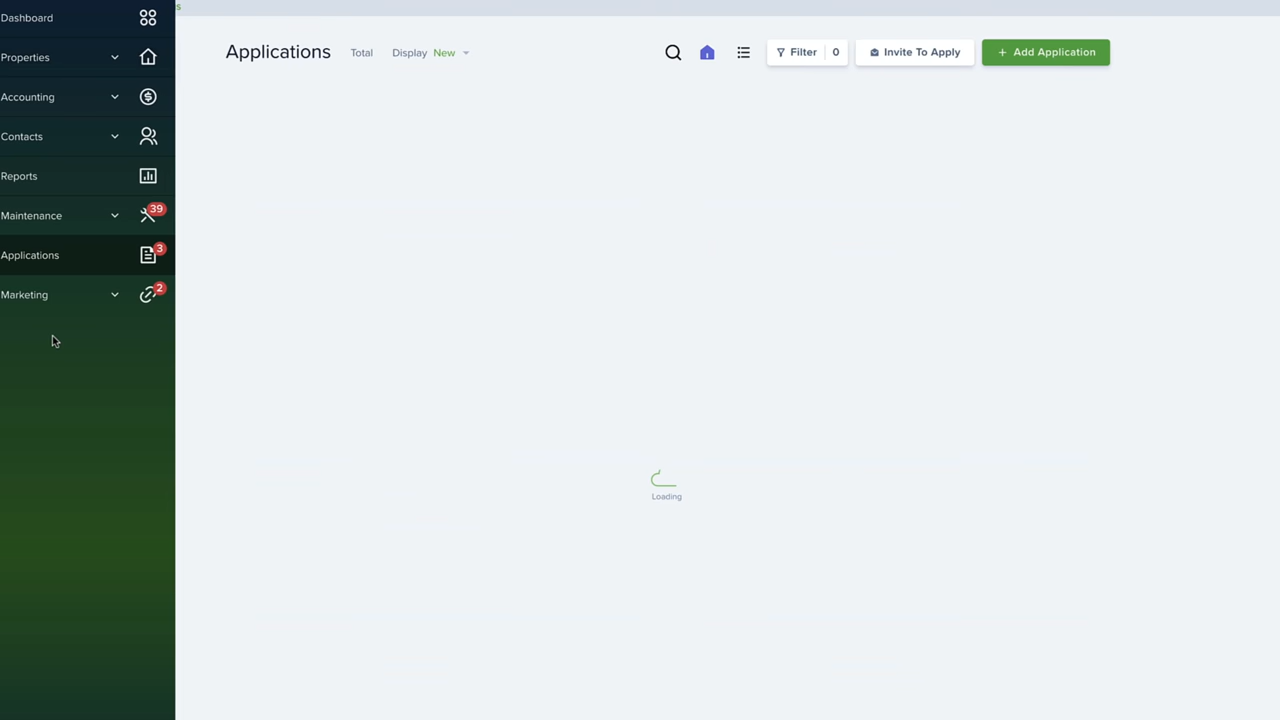 s
Dashboard
Properties
Accounting
Contacts
Reports
Maintenance 39
Applications 3
Marketing 2
Applications Total Display New Filter 0 Invite To Apply + Add Application
Loading